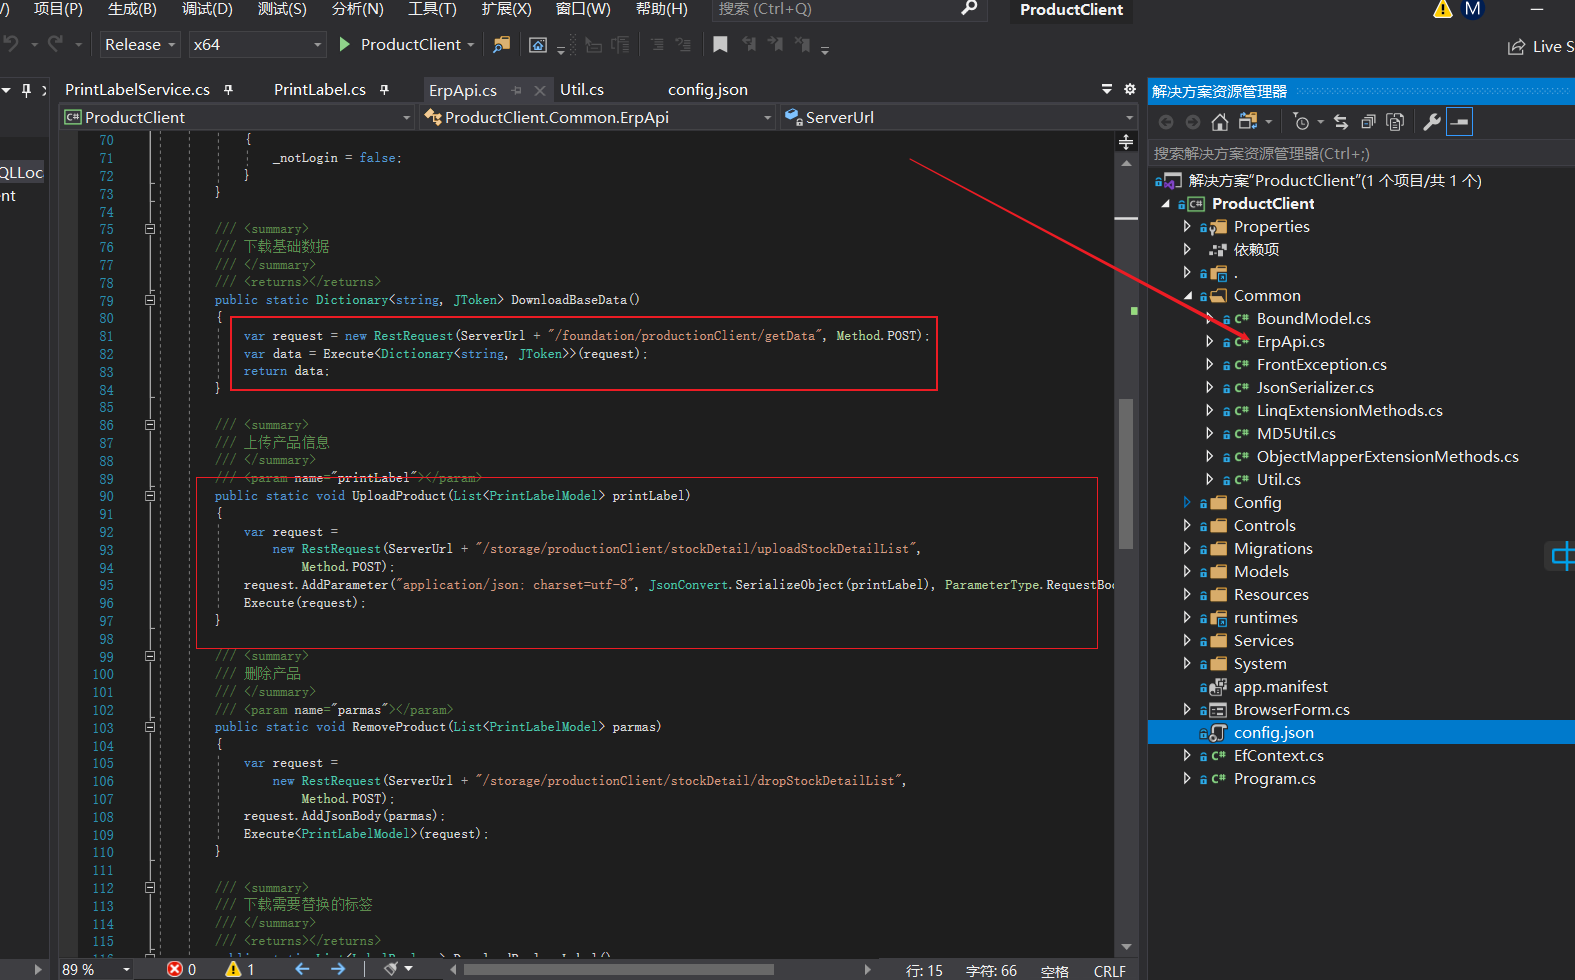 V) 项目(P) 生成(B) 调试(D) 测试(S) 分析(N) 工具(T) 扩展(X) 窗口(W) 帮助(H) 搜索 (Ctrl+Q) ProductClient M
Release x64 ProductClient Live S
PrintLabelService.cs PrintLabel.cs ErpApi.cs Util.cs config.json
ProductClient ProductClient.Common.ErpApi ServerUrl
QLLoc
nt
70 {
71 _notLogin = false;
72 }
73 }
74
75 /// <summary>
76 /// 下载基础数据
77 /// </summary>
78 /// <returns></returns>
79 public static Dictionary<string, JToken> DownloadBaseData()
80 {
81 var request = new RestRequest(ServerUrl + "/foundation/productionClient/getData", Method.POST);
82 var data = Execute<Dictionary<string, JToken>>(request);
83 return data;
84 }
85
86 /// <summary>
87 /// 上传产品信息
88 /// </summary>
89 /// <param name="printLabel"></param>
90 public static void UploadProduct(List<PrintLabelModel> printLabel)
91 {
92 var request =
93 new RestRequest(ServerUrl + "/storage/productionClient/stockDetail/uploadStockDetailList",
94 Method.POST);
95 request.AddParameter("application/json; charset=utf-8", JsonConvert.SerializeObject(printLabel), ParameterType.RequestBo
96 Execute(request);
97 }
98
99 /// <summary>
100 /// 删除产品
101 /// </summary>
102 /// <param name="parmas"></param>
103 public static void RemoveProduct(List<PrintLabelModel> parmas)
104 {
105 var request =
106 new RestRequest(ServerUrl + "/storage/productionClient/stockDetail/dropStockDetailList",
107 Method.POST);
108 request.AddJsonBody(parmas);
109 Execute<PrintLabelModel>(request);
110 }
111
112 /// <summary>
113 /// 下载需要替换的标签
114 /// </summary>
115 /// <returns></returns>
89 % 0 1 行: 15 字符: 66 空格 CRLF
解决方案资源管理器
搜索解决方案资源管理器(Ctrl+;)
解决方案"ProductClient"(1 个项目/共 1 个)
ProductClient
Properties
依赖项
.
Common
BoundModel.cs
ErpApi.cs
FrontException.cs
JsonSerializer.cs
LinqExtensionMethods.cs
MD5Util.cs
ObjectMapperExtensionMethods.cs
Util.cs
Config
Controls
Migrations
Models
Resources
runtimes
Services
System
app.manifest
BrowserForm.cs
config.json
EfContext.cs
Program.cs